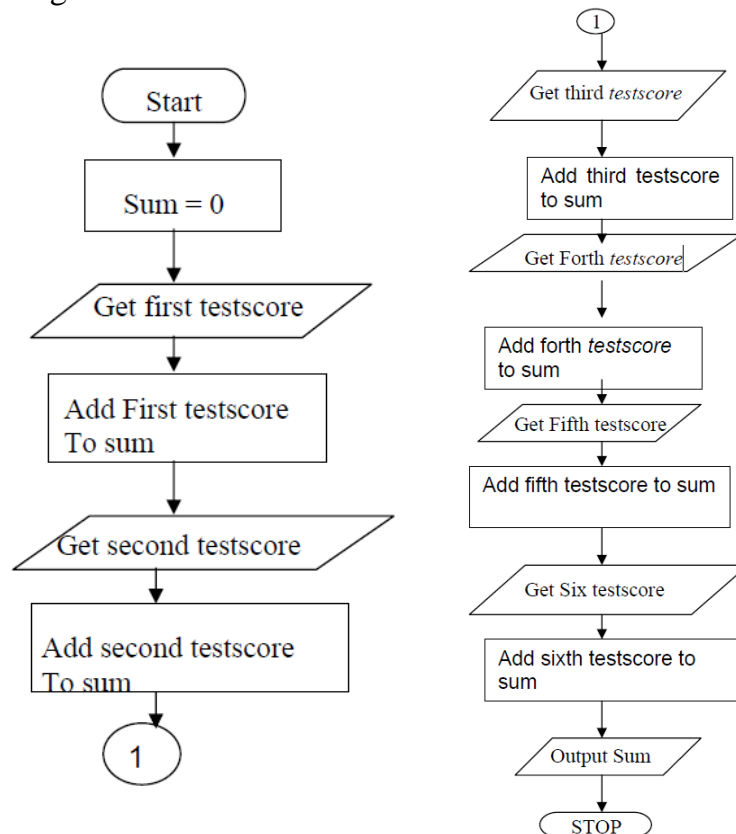 Start
Sum = 0
Get first testscore
Add First testscore
To sum
Get second testscore
Add second testscore
To sum
1
1
Get third testscore
Add third testscore
to sum
Get Forth testscore
Add forth testscore
to sum
Get Fifth testscore
Add fifth testscore to sum
Get Six testscore
Add sixth testscore to
sum
Output Sum
STOP